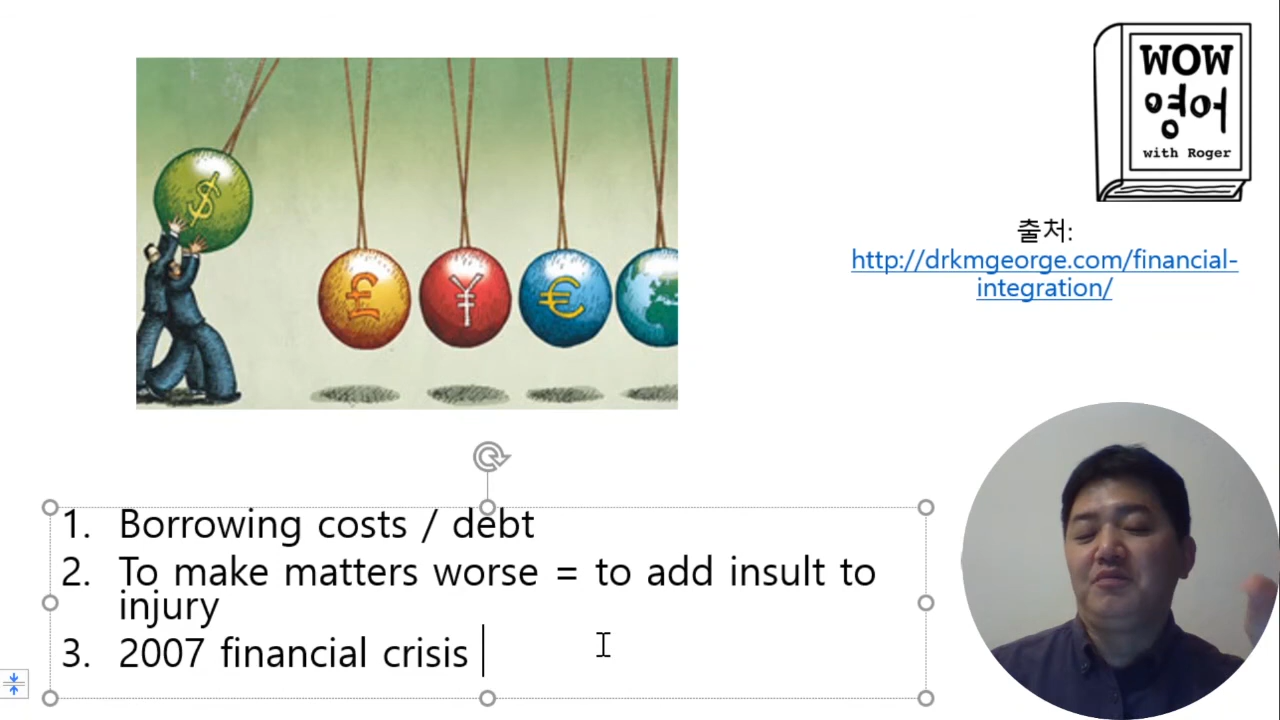 WOW
영어
with Roger
출처:
http://drkmgeorge.com/financial-
integration/
$
£
¥
€
1. Borrowing costs / debt
2. To make matters worse = to add insult to
injury
3. 2007 financial crisis